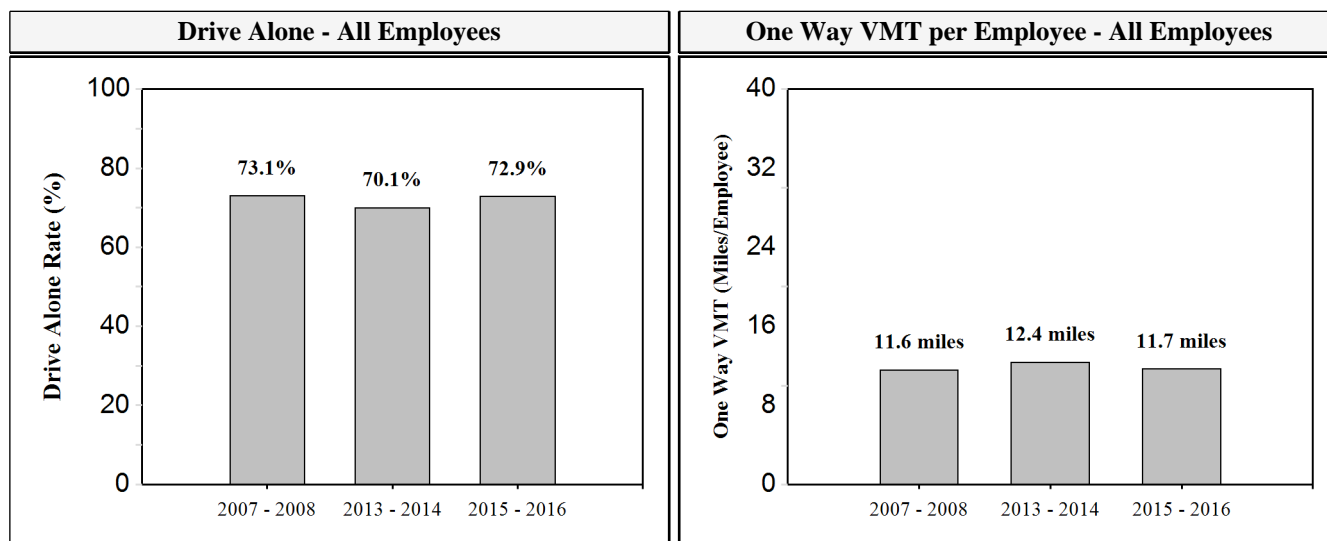 Drive Alone - All Employees
Drive Alone Rate (%)
100
80
60
40
20
0
73.1%
70.1%
72.9%
2007 - 2008
2013 - 2014
2015 - 2016
One Way VMT per Employee - All Employees
One Way VMT (Miles/Employee)
40
32
24
16
8
0
11.6 miles
12.4 miles
11.7 miles
2007 - 2008
2013 - 2014
2015 - 2016